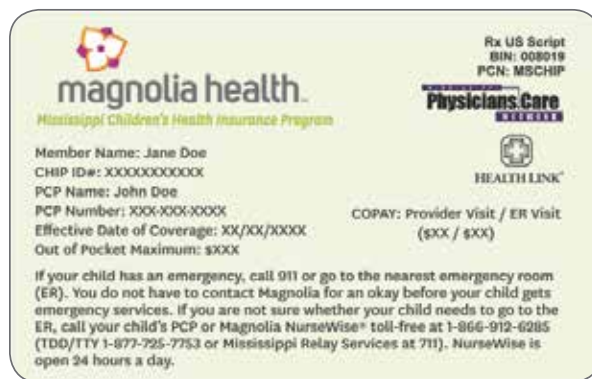 Rx US Script
BIN: 008019
PCN: MSCHIP
magnolia health™
Mississippi Children's Health Insurance Program
MISSISSIPPI
Physicians Care
NETWORK
HEALTH LINK®
Member Name: Jane Doe
CHIP ID#: XXXXXXXXXXX
PCP Name: John Doe
PCP Number: XXX-XXX-XXXX
Effective Date of Coverage: XX/XX/XXXX
Out of Pocket Maximum: $XXX
COPAY: Provider Visit / ER Visit
($XX / $XX)
If your child has an emergency, call 911 or go to the nearest emergency room
(ER). You do not have to contact Magnolia for an okay before your child gets
emergency services. If you are not sure whether your child needs to go to the
ER, call your child's PCP or Magnolia NurseWise® toll-free at 1-866-912-6285
(TDD/TTY 1-877-725-7753 or Mississippi Relay Services at 711). NurseWise is
open 24 hours a day.